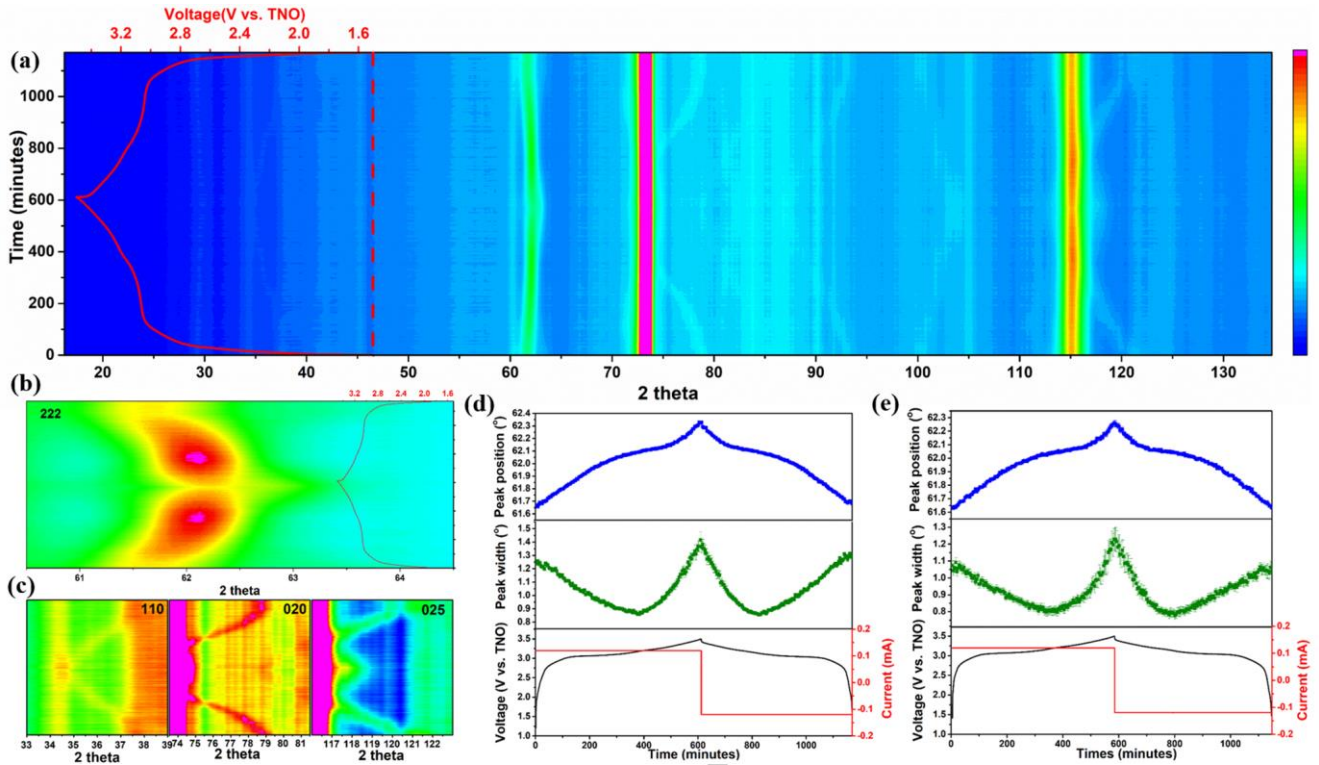 Voltage(V vs. TNO)
3.2 2.8 2.4 2.0 1.6
(a)
Time (minutes)
1000
800
600
400
200
0
20 30 40 50 60 70 80 90 100 110 120 130
2 theta
(b)
222
3.2 2.8 2.4 2.0 1.6
61 62 63 64
2 theta
(c)
110 020 025
33 34 35 36 37 38 39 74 75 76 77 78 79 80 81 117 118 119 120 121 122
2 theta 2 theta 2 theta
(d)
Peak position (°)
62.4
62.3
62.2
62.1
62.0
61.9
61.8
61.7
61.6
Peak width (°)
1.5
1.4
1.3
1.2
1.1
1.0
0.9
0.8
Voltage (V vs. TNO)
3.5
3.0
2.5
2.0
1.5
1.0
0.2
0.1
0.0
-0.1
-0.2
Current (mA)
0 200 400 600 800 1000
Time (minutes)
(e)
Peak position (°)
62.3
62.2
62.1
62.0
61.9
61.8
61.7
61.6
Peak width (°)
1.3
1.2
1.1
1.0
0.9
0.8
Voltage (V vs. TNO)
3.5
3.0
2.5
2.0
1.5
1.0
0.2
0.1
0.0
-0.1
-0.2
Current (mA)
0 200 400 600 800 1000
Times (minutes)